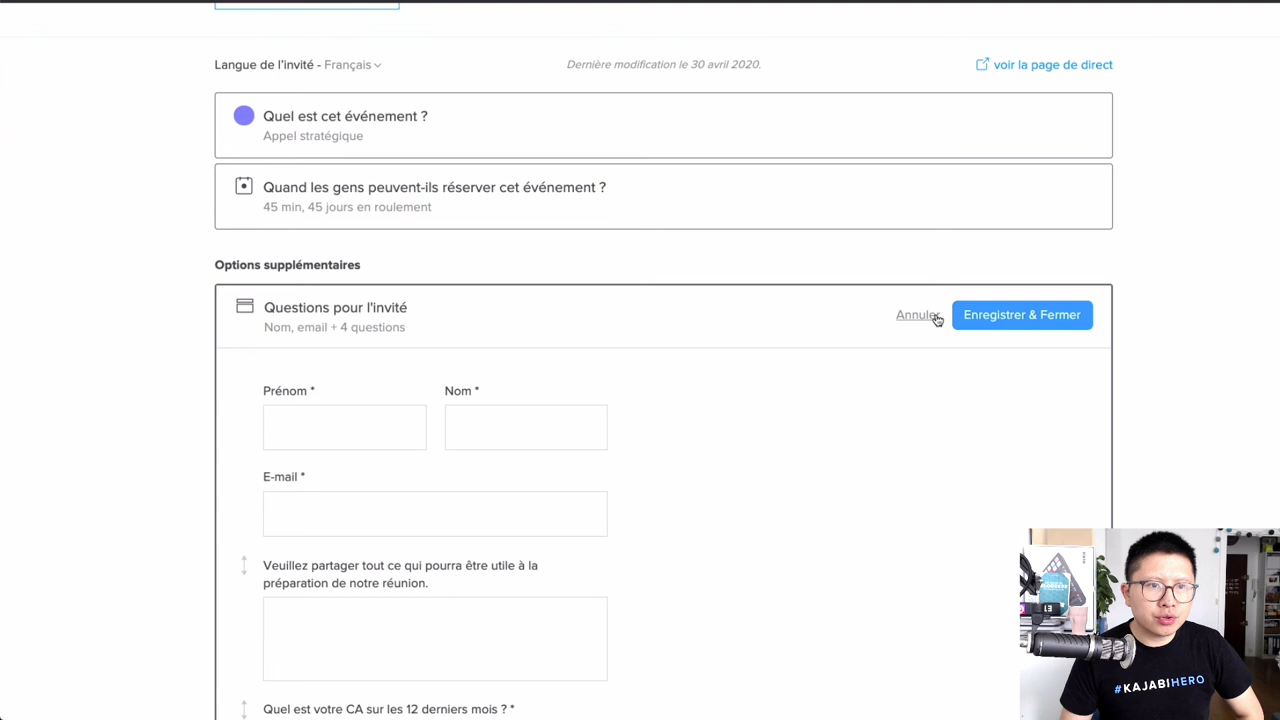 Langue de l'invité - Français
Dernière modification le 30 avril 2020.
voir la page de direct
Quel est cet événement ?
Appel stratégique
Quand les gens peuvent-ils réserver cet événement ?
45 min, 45 jours en roulement
Options supplémentaires
Questions pour l'invité
Nom, email + 4 questions
Annuler
Enregistrer & Fermer
Prénom *
Nom *
E-mail *
Veuillez partager tout ce qui pourra être utile à la
préparation de notre réunion.
Quel est votre CA sur les 12 derniers mois ? *
#KAJABIHERO